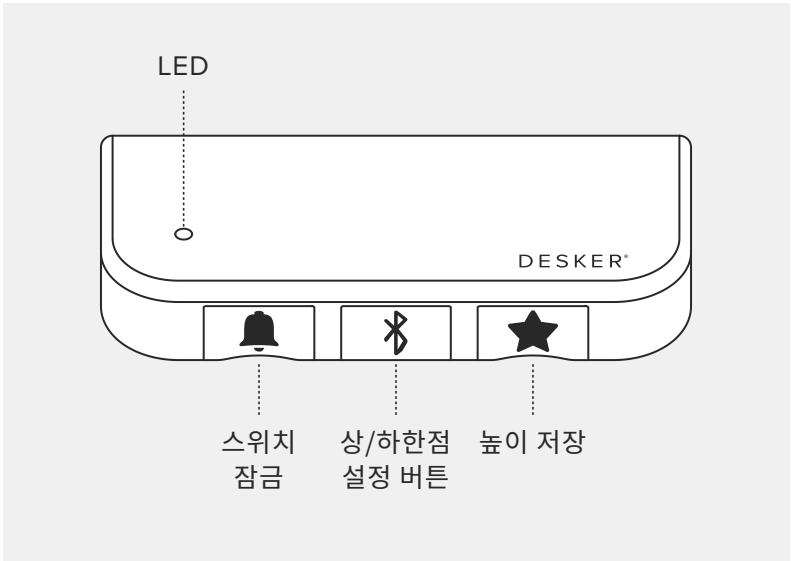 LED
DESKER®
스위치
잠금
상/하한점
설정 버튼
높이 저장